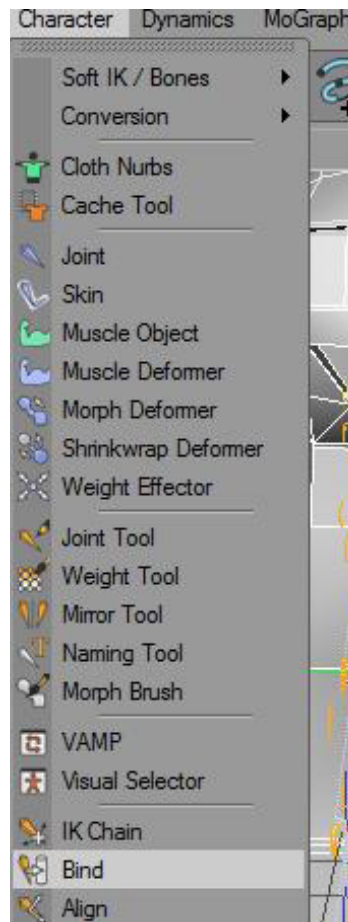 Character Dynamics MoGraph
Soft IK / Bones
Conversion
Cloth Nurbs
Cache Tool
Joint
Skin
Muscle Object
Muscle Deformer
Morph Deformer
Shrinkwrap Deformer
Weight Effector
Joint Tool
Weight Tool
Mirror Tool
Naming Tool
Morph Brush
VAMP
Visual Selector
IK Chain
Bind
Align